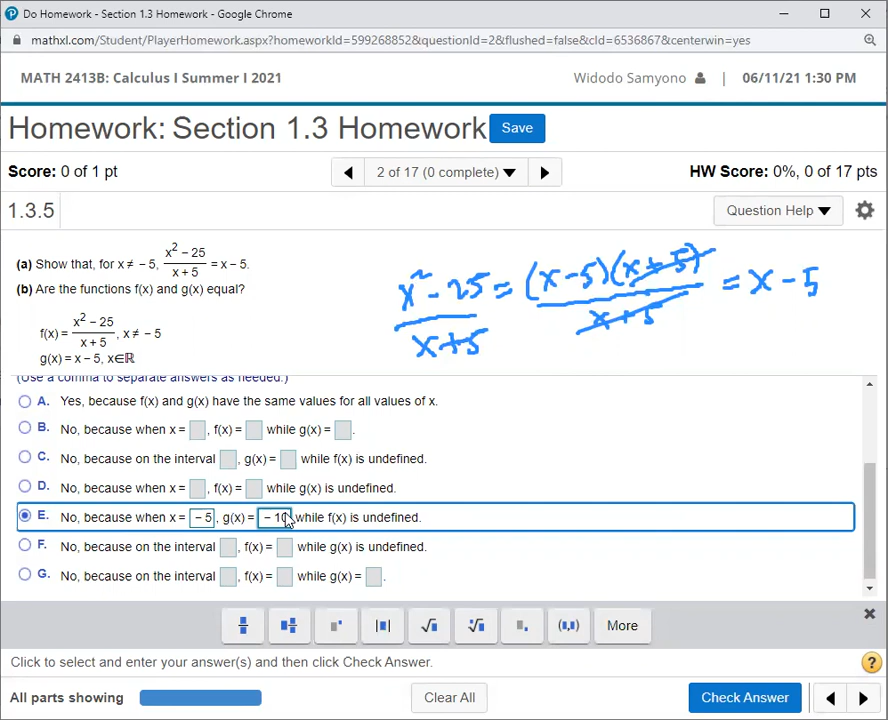 Do Homework - Section 1.3 Homework - Google Chrome
mathxl.com/Student/PlayerHomework.aspx?homeworkId=599268852&questionId=2&flushed=false&cId=6536867&centerwin=yes
MATH 2413B: Calculus I Summer I 2021
Widodo Samyono | 06/11/21 1:30 PM
Homework: Section 1.3 Homework Save
Score: 0 of 1 pt
2 of 17 (0 complete)
HW Score: 0%, 0 of 17 pts
1.3.5
Question Help
(a) Show that, for x ≠ − 5, (x² − 25)/(x + 5) = x − 5.
(b) Are the functions f(x) and g(x) equal?
f(x) = (x² − 25)/(x + 5), x ≠ − 5
g(x) = x − 5, x∈ℝ
(x² − 25)/(x + 5) = (x − 5)(x + 5)/(x + 5) = x − 5
(Use a comma to separate answers as needed.)
A. Yes, because f(x) and g(x) have the same values for all values of x.
B. No, because when x = , f(x) = while g(x) = .
C. No, because on the interval , g(x) = while f(x) is undefined.
D. No, because when x = , f(x) = while g(x) is undefined.
E. No, because when x = − 5 , g(x) = − 10 while f(x) is undefined.
F. No, because on the interval , f(x) = while g(x) is undefined.
G. No, because on the interval , f(x) = while g(x) = .
More
Click to select and enter your answer(s) and then click Check Answer.
?
All parts showing
Clear All
Check Answer